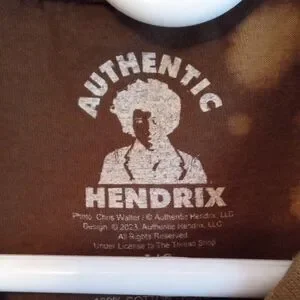 AUTHENTIC
HENDRIX
Photo: Chris Walter / © Authentic Hendrix, LLC
Design: © 2023, Authentic Hendrix, LLC.
All Rights Reserved
Under License to The Thread Shop